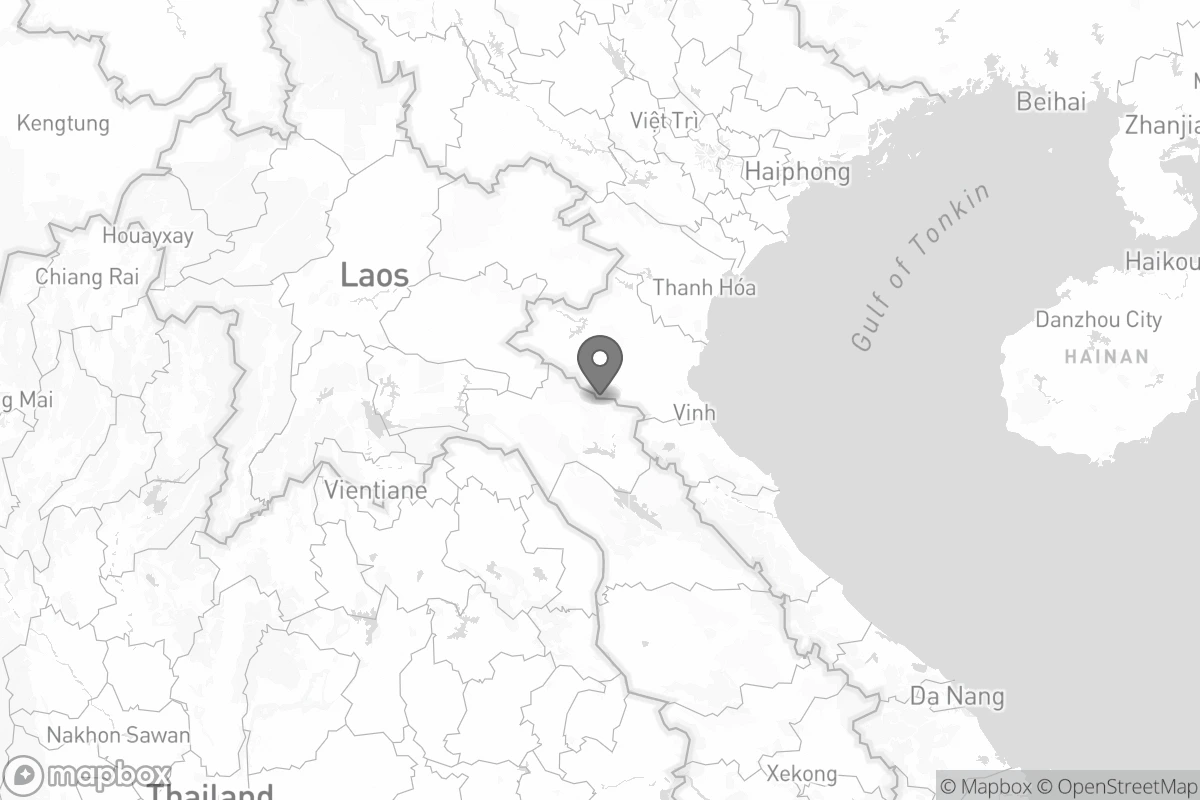 Beihai
Zhanjia
Kengtung
Việt Trì
Haiphong
Gulf of Tonkin
Houayxay
Chiang Rai
Laos
Thanh Hóa
Haikou
Danzhou City
HAINAN
g Mai
Vinh
Vientiane
Da Nang
Nakhon Sawan
Xekong
mapbox
Thailand
© Mapbox © OpenStreetMap